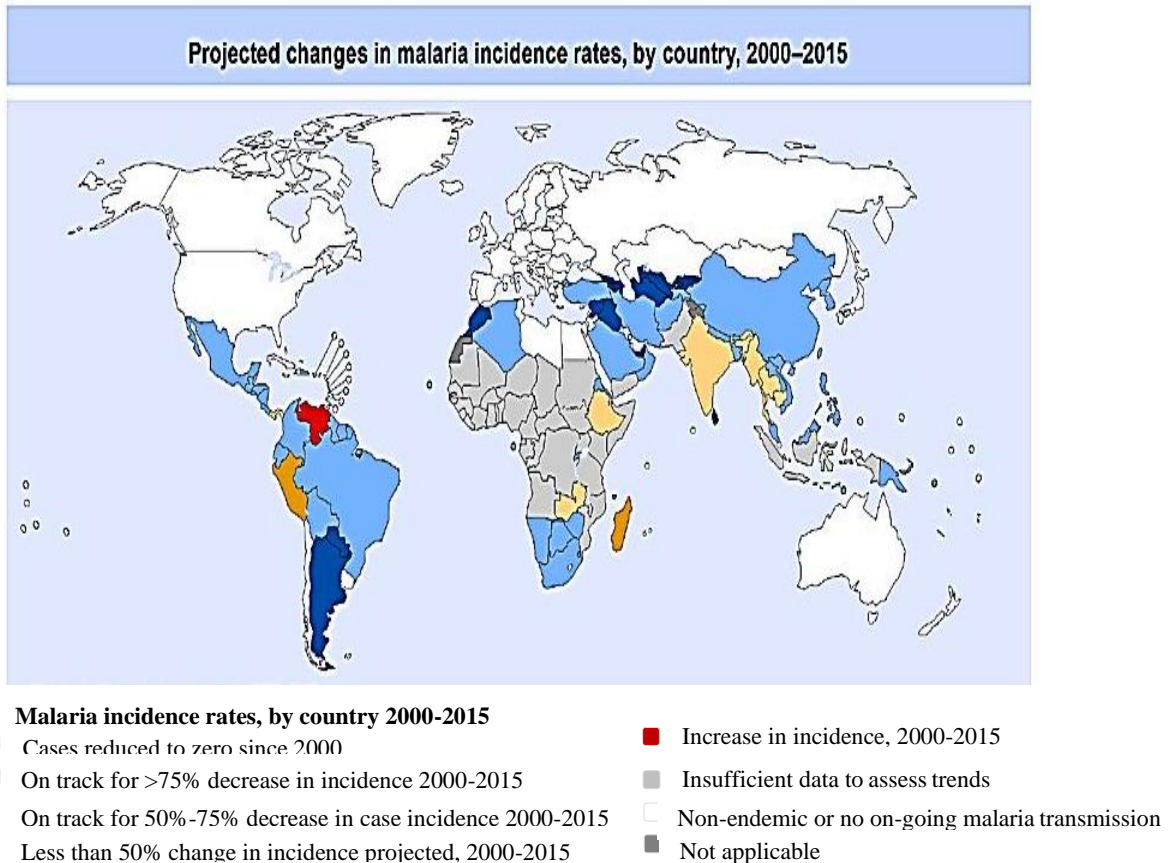 Projected changes in malaria incidence rates, by country, 2000–2015
Malaria incidence rates, by country 2000-2015
Cases reduced to zero since 2000
On track for >75% decrease in incidence 2000-2015
On track for 50%-75% decrease in case incidence 2000-2015
Less than 50% change in incidence projected, 2000-2015
Increase in incidence, 2000-2015
Insufficient data to assess trends
Non-endemic or no on-going malaria transmission
Not applicable